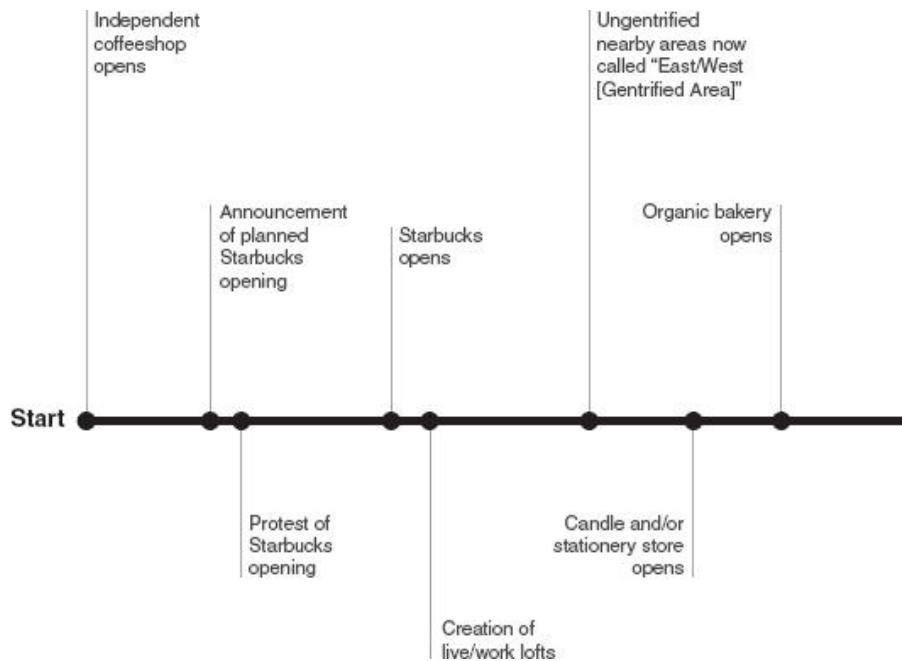 Independent
coffeeshop
opens
Ungentrified
nearby areas now
called “East/West
[Gentrified Area]”
Announcement
of planned
Starbucks
opening
Starbucks
opens
Organic bakery
opens
Start
Protest of
Starbucks
opening
Candle and/or
stationery store
opens
Creation of
live/work lofts